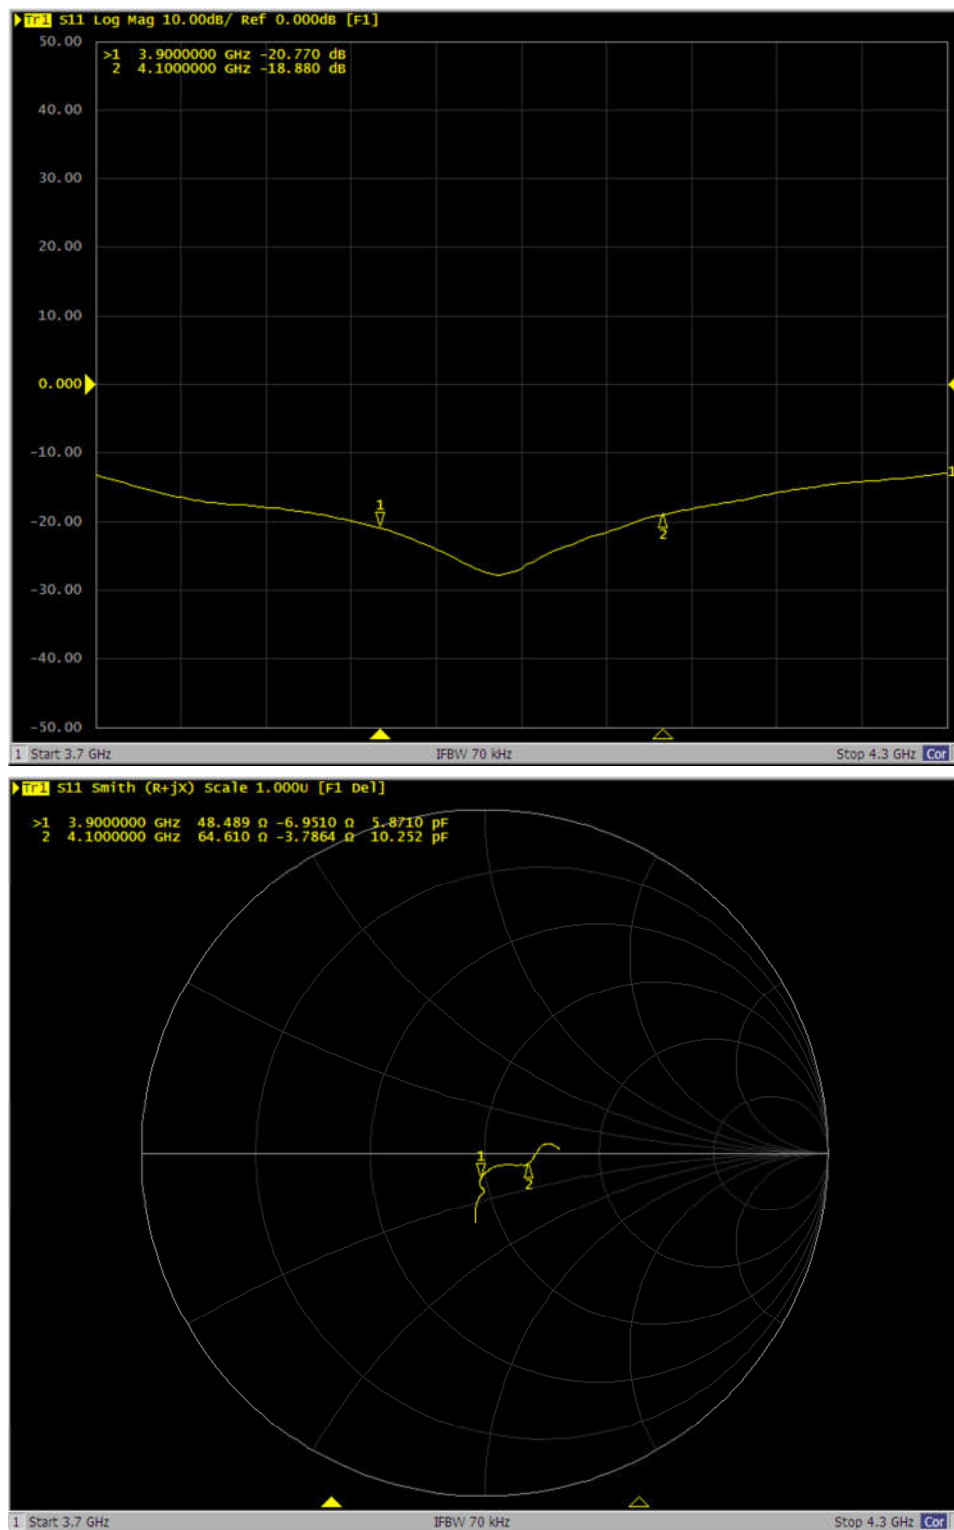 Tr1 S11 Log Mag 10.00dB/ Ref 0.000dB [F1]
50.00
>1 3.9000000 GHz -20.770 dB
2 4.1000000 GHz -18.880 dB
40.00
30.00
20.00
10.00
0.000
-10.00
1
1
-20.00
2
-30.00
-40.00
-50.00
1 Start 3.7 GHz IFBW 70 kHz Stop 4.3 GHz Cor
Tr1 S11 Smith (R+jX) Scale 1.000U [F1 Del]
>1 3.9000000 GHz 48.489 Ω -6.9510 Ω 5.8710 pF
2 4.1000000 GHz 64.610 Ω -3.7864 Ω 10.252 pF
1
2
1 Start 3.7 GHz IFBW 70 kHz Stop 4.3 GHz Cor